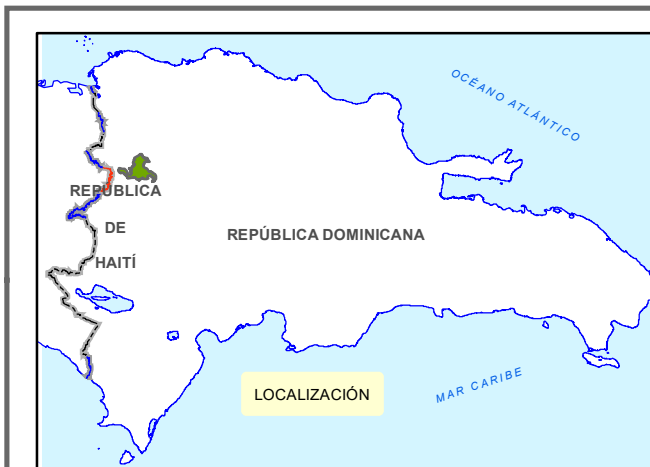 OCÉANO ATLÁNTICO
REPÚBLICA
DE
HAITÍ
REPÚBLICA DOMINICANA
MAR CARIBE
LOCALIZACIÓN